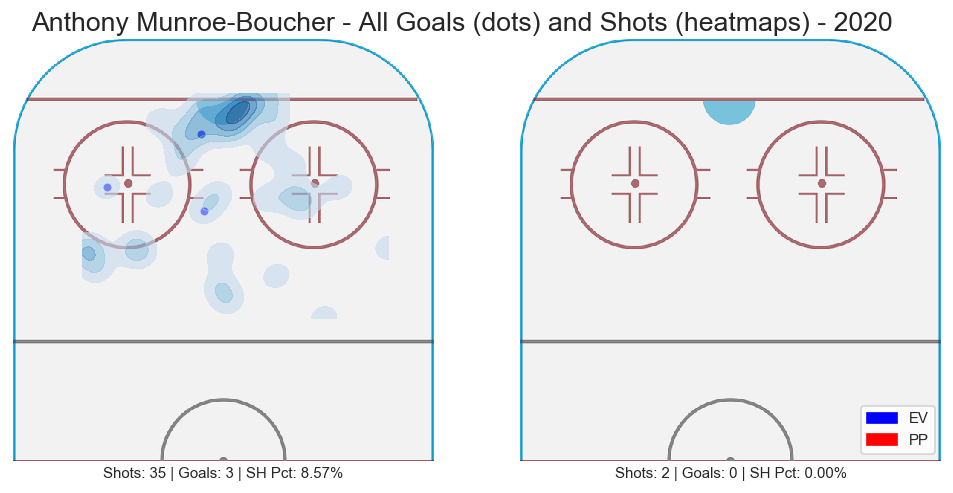 Anthony Munroe-Boucher - All Goals (dots) and Shots (heatmaps) - 2020
EV
PP
Shots: 35 | Goals: 3 | SH Pct: 8.57%
Shots: 2 | Goals: 0 | SH Pct: 0.00%